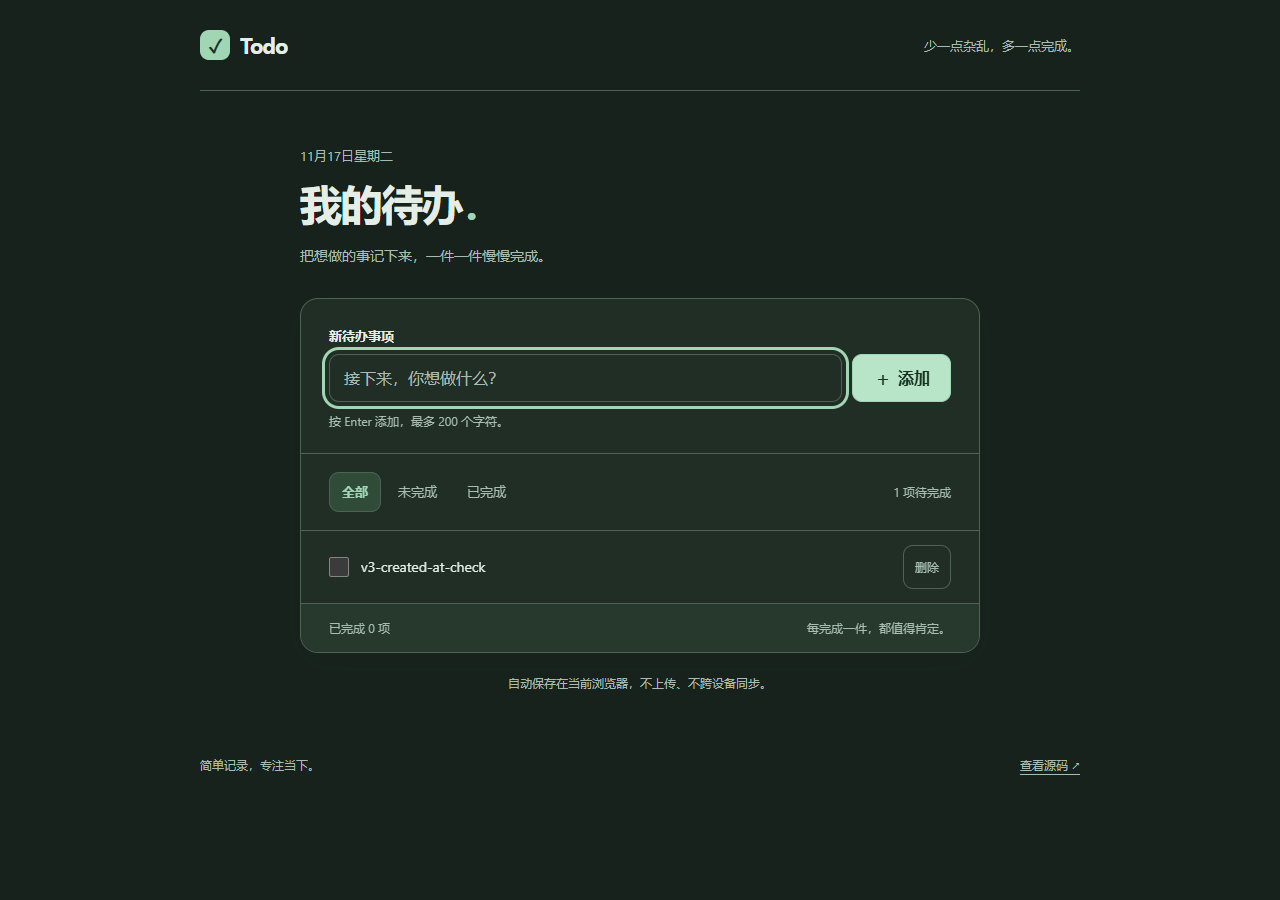 ✓ Todo
少一点杂乱，多一点完成。
11月17日星期二
我的待办.
把想做的事记下来，一件一件慢慢完成。
新待办事项
接下来，你想做什么？
＋ 添加
按 Enter 添加，最多 200 个字符。
全部 未完成 已完成 1 项待完成
v3-created-at-check 删除
已完成 0 项 每完成一件，都值得肯定。
自动保存在当前浏览器，不上传、不跨设备同步。
简单记录，专注当下。 查看源码 ↗